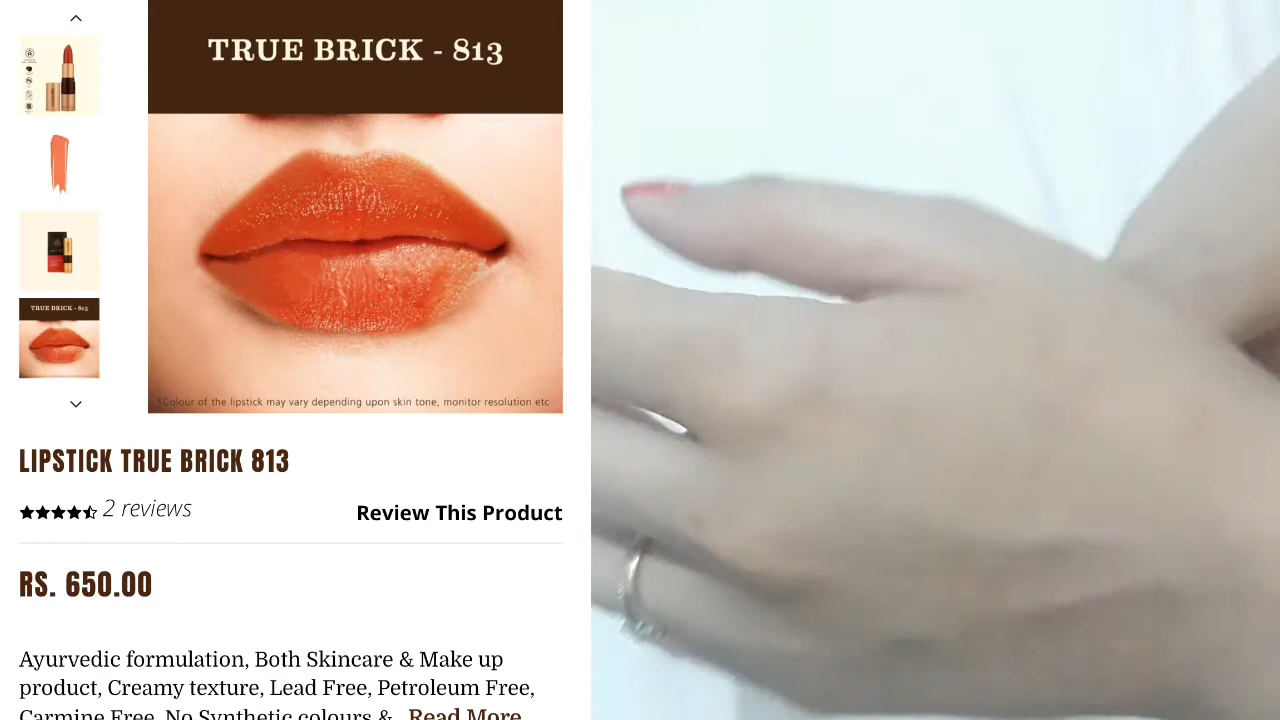 TRUE BRICK - 813
TRUE BRICK - 813
*Colour of the lipstick may vary depending upon skin tone, monitor resolution etc
LIPSTICK TRUE BRICK 813
2 reviews
Review This Product
RS. 650.00
Ayurvedic formulation, Both Skincare & Make up
product, Creamy texture, Lead Free, Petroleum Free,
Carmine Free, No Synthetic colours &.. Read More